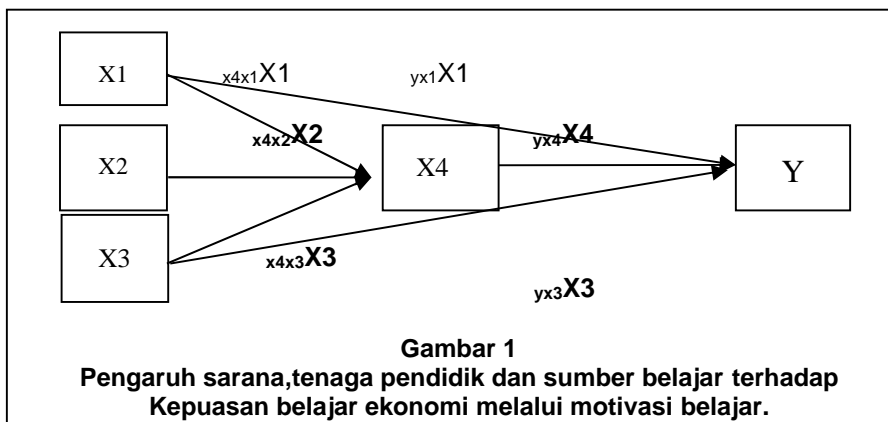 X1
x4x1X1
yx1X1
X2
x4x2X2
X4
yx4X4
Y
X3
x4x3X3
yx3X3
Gambar 1
Pengaruh sarana,tenaga pendidik dan sumber belajar terhadap
Kepuasan belajar ekonomi melalui motivasi belajar.